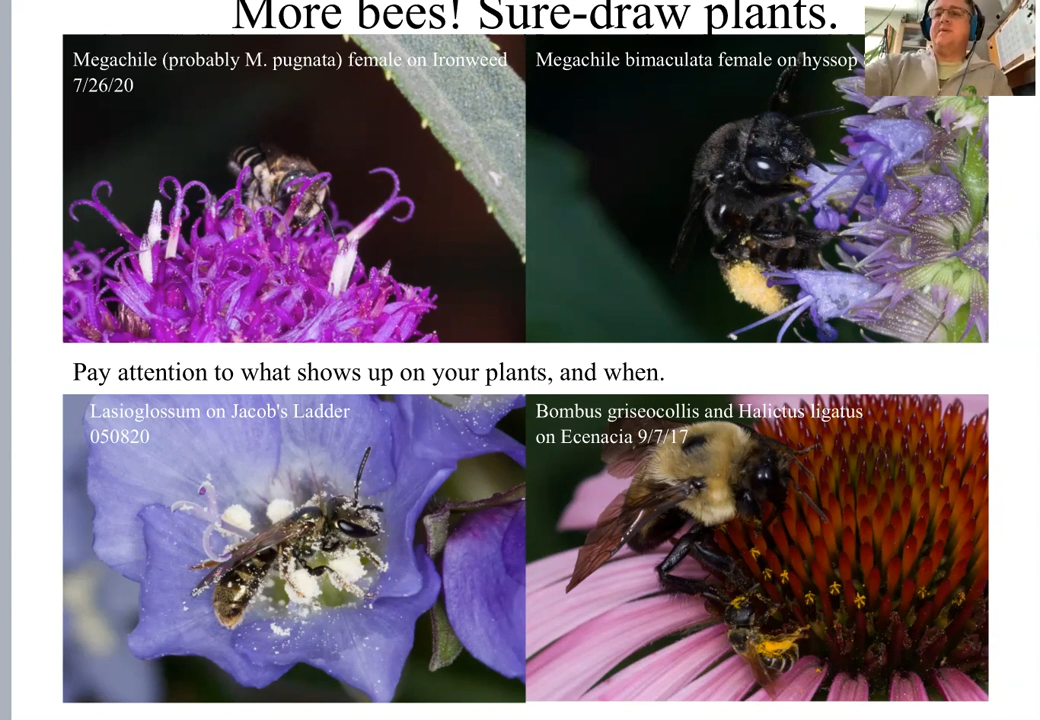 More bees! Sure-draw plants.
Megachile (probably M. pugnata) female on Ironweed
7/26/20
Megachile bimaculata female on hyssop
Pay attention to what shows up on your plants, and when.
Lasioglossum on Jacob's Ladder
050820
Bombus griseocollis and Halictus ligatus
on Ecenacia 9/7/17